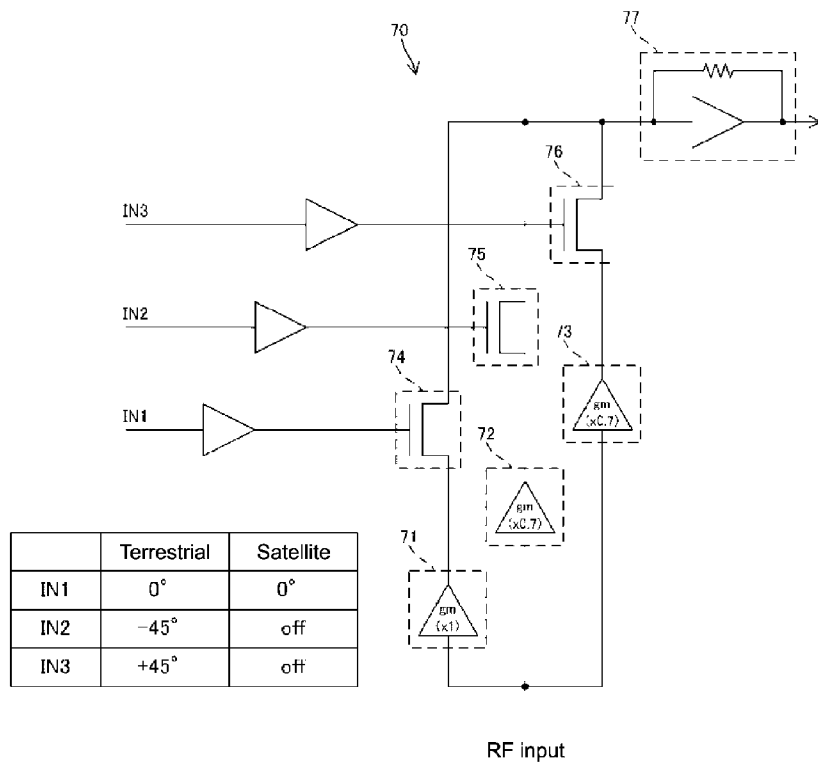 70
77
76
IN3
75
IN2
73
74
gm
(x0.7)
IN1
72
gm
(x0.7)
71
gm
(x1)
Terrestrial Satellite
IN1 0° 0°
IN2 -45° off
IN3 +45° off
RF input